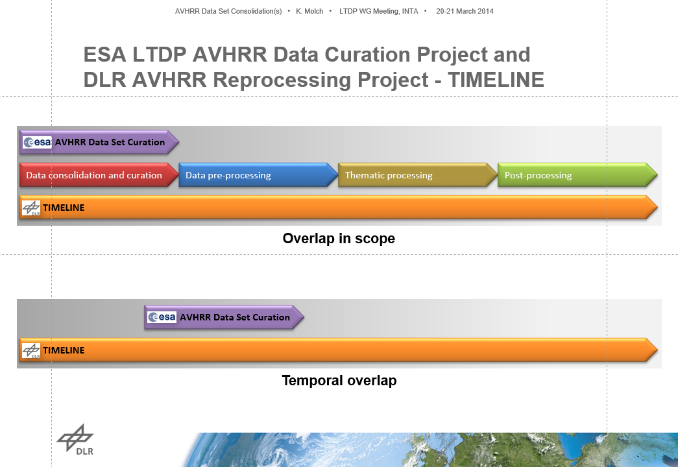 AVHRR Data Set Consolidation(s) • K. Molch • LTDP WG Meeting, INTA • 20-21 March 2014
ESA LTDP AVHRR Data Curation Project and
DLR AVHRR Reprocessing Project - TIMELINE
esa AVHRR Data Set Curation
Data consolidation and curation
Data pre-processing
Thematic processing
Post-processing
DLR TIMELINE
Overlap in scope
esa AVHRR Data Set Curation
DLR TIMELINE
Temporal overlap
DLR